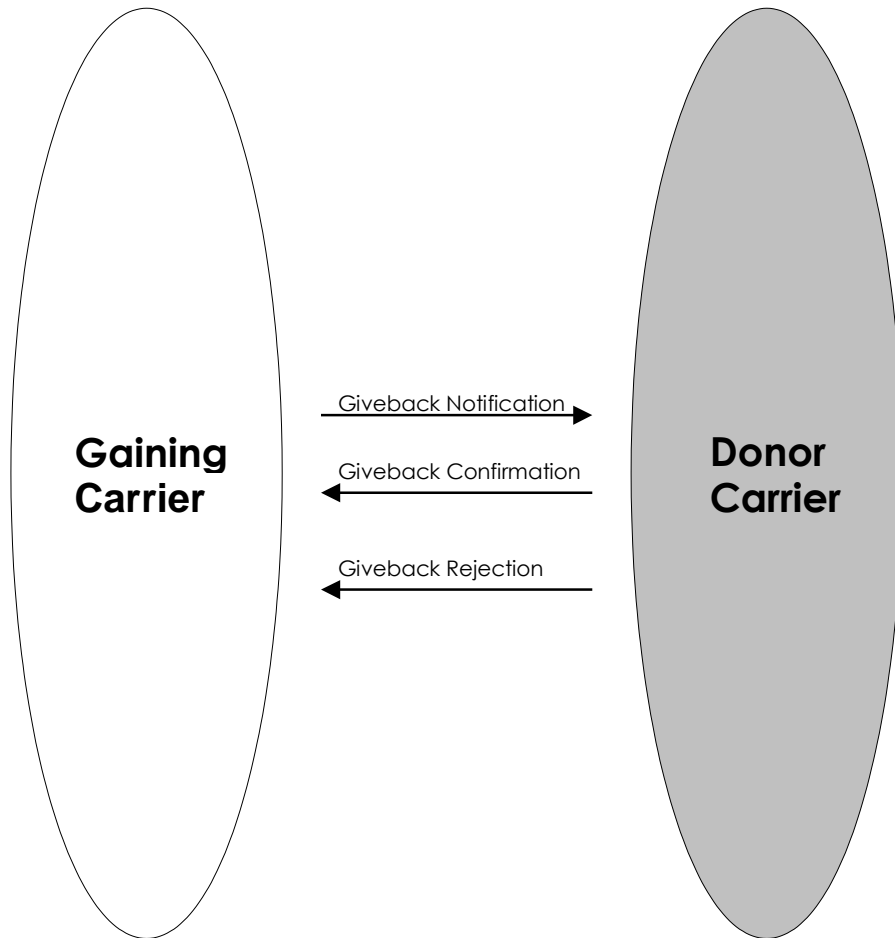 Giveback Notification
Gaining
Carrier
Giveback Confirmation
Donor
Carrier
Giveback Rejection